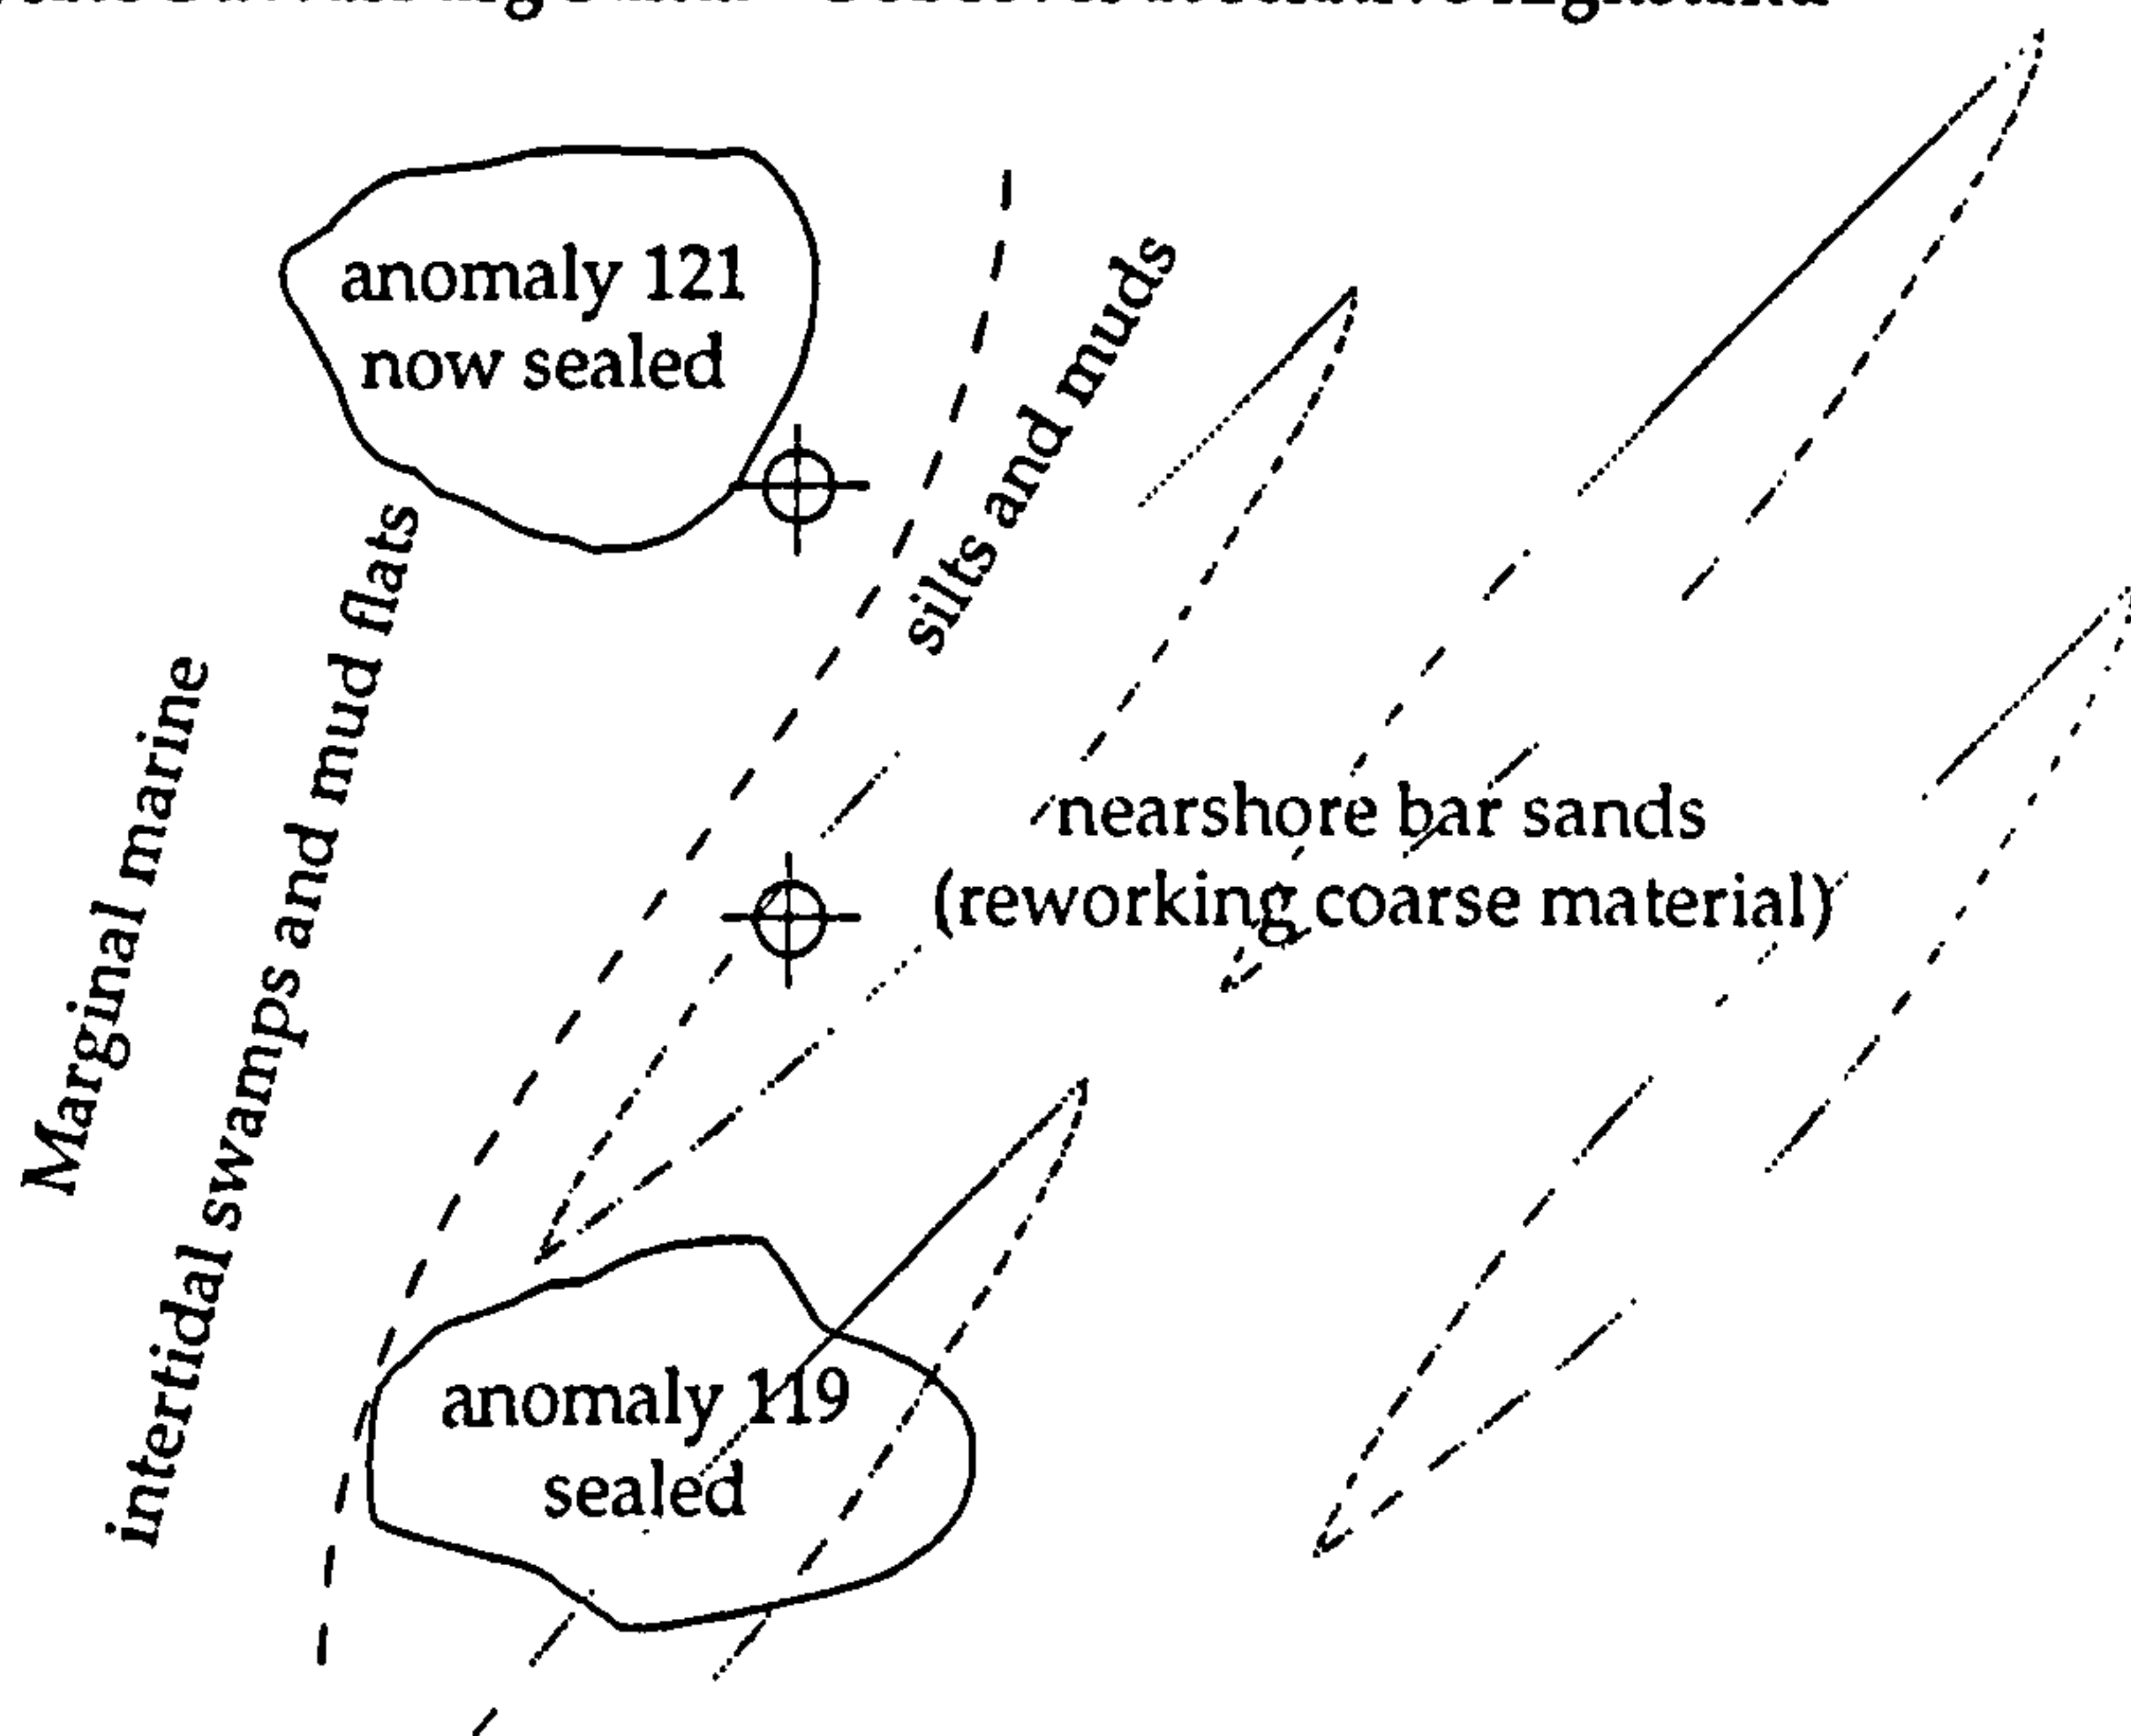 anomaly 121
now sealed
silts and muds
Marginal marine
intertidal swamps and mud flats
nearshore bar sands
(reworking coarse material)
anomaly 119
sealed